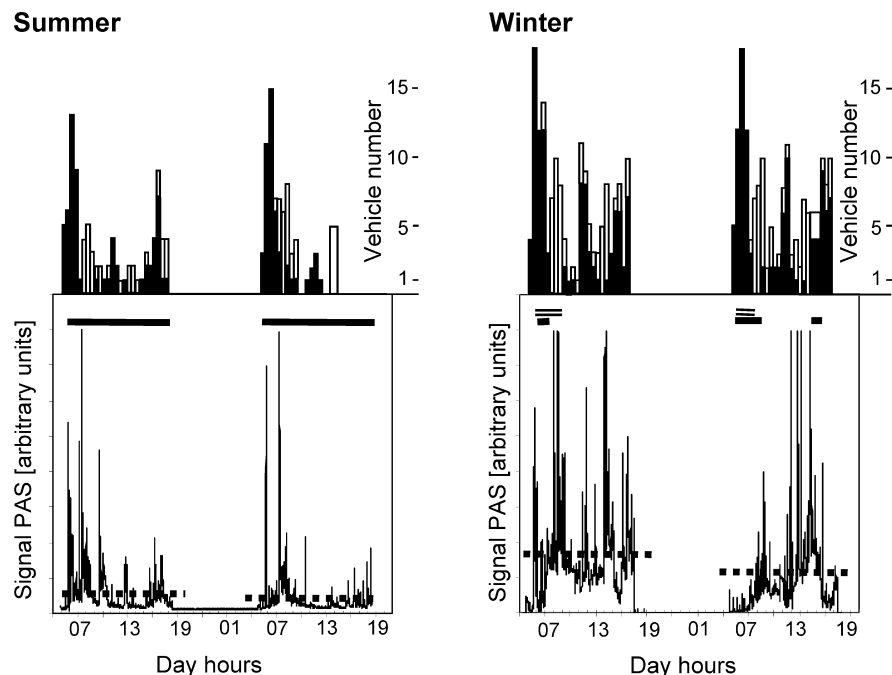 Summer
Winter
Vehicle number
15
10
5
1
Vehicle number
15
10
5
1
Signal PAS [arbitrary units]
Signal PAS [arbitrary units]
07 13 19 01 07 13 19
07 13 19 01 07 13 19
Day hours
Day hours